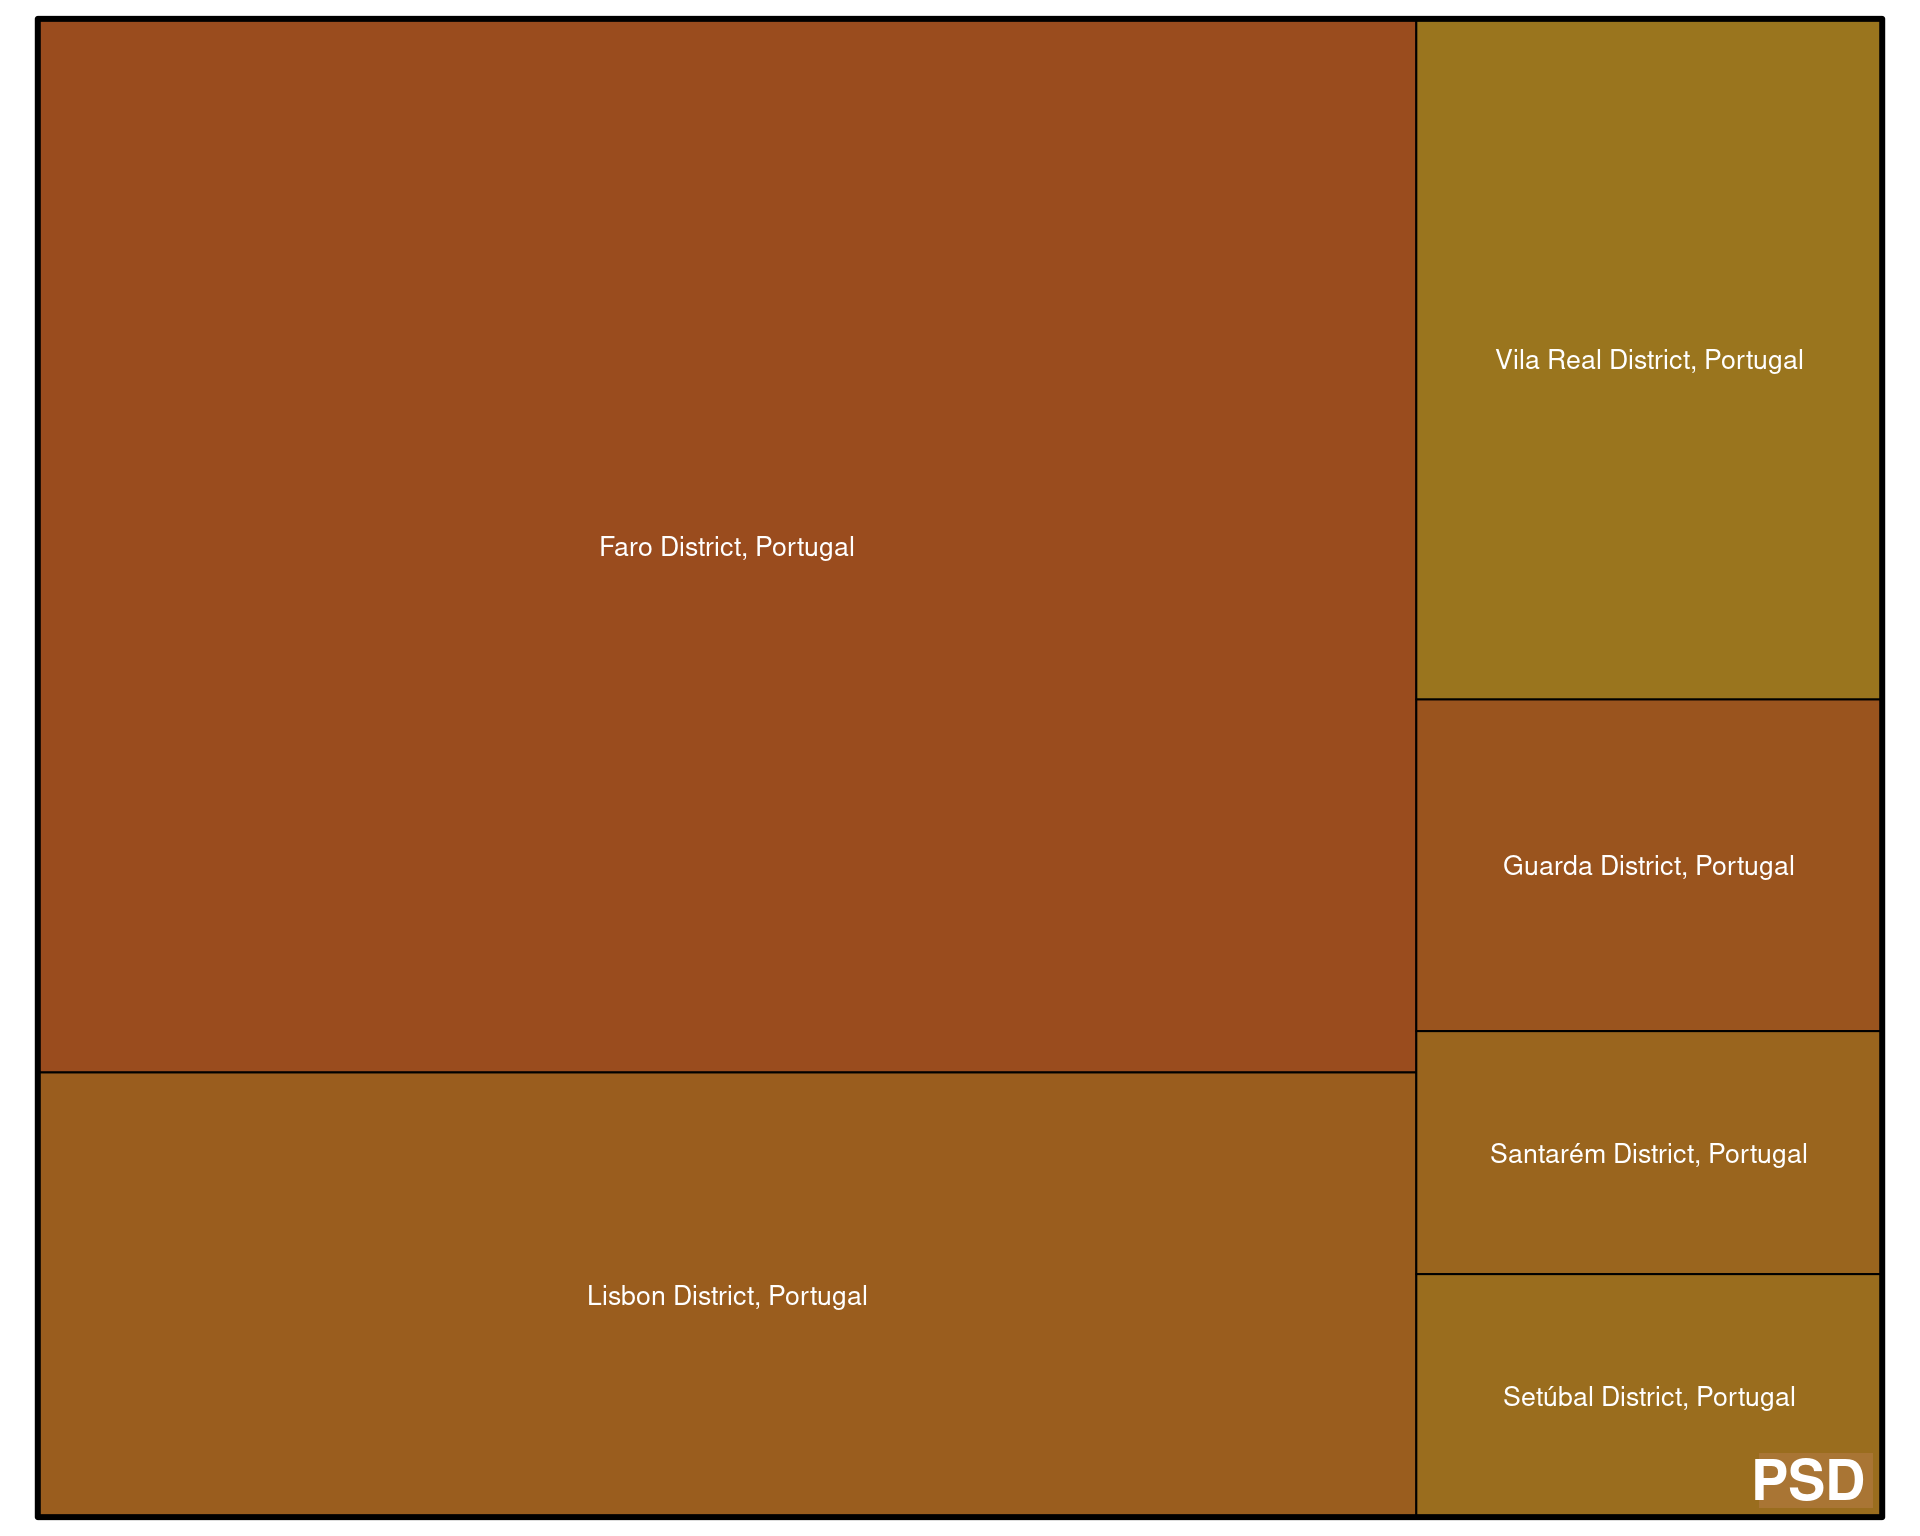 Faro District, Portugal
Lisbon District, Portugal
Vila Real District, Portugal
Guarda District, Portugal
Santarém District, Portugal
Setúbal District, Portugal
PSD